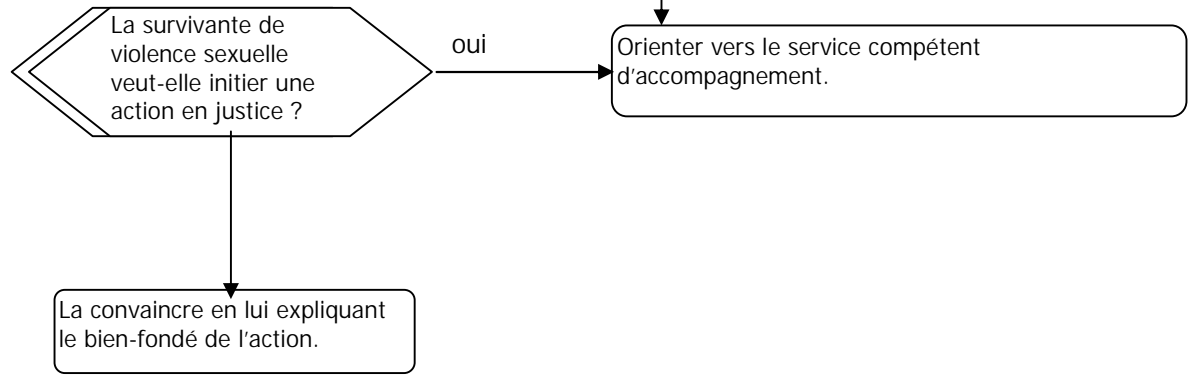 La survivante de
violence sexuelle
veut-elle initier une
action en justice ?
oui
Orienter vers le service compétent
d'accompagnement.
La convaincre en lui expliquant
le bien-fondé de l'action.